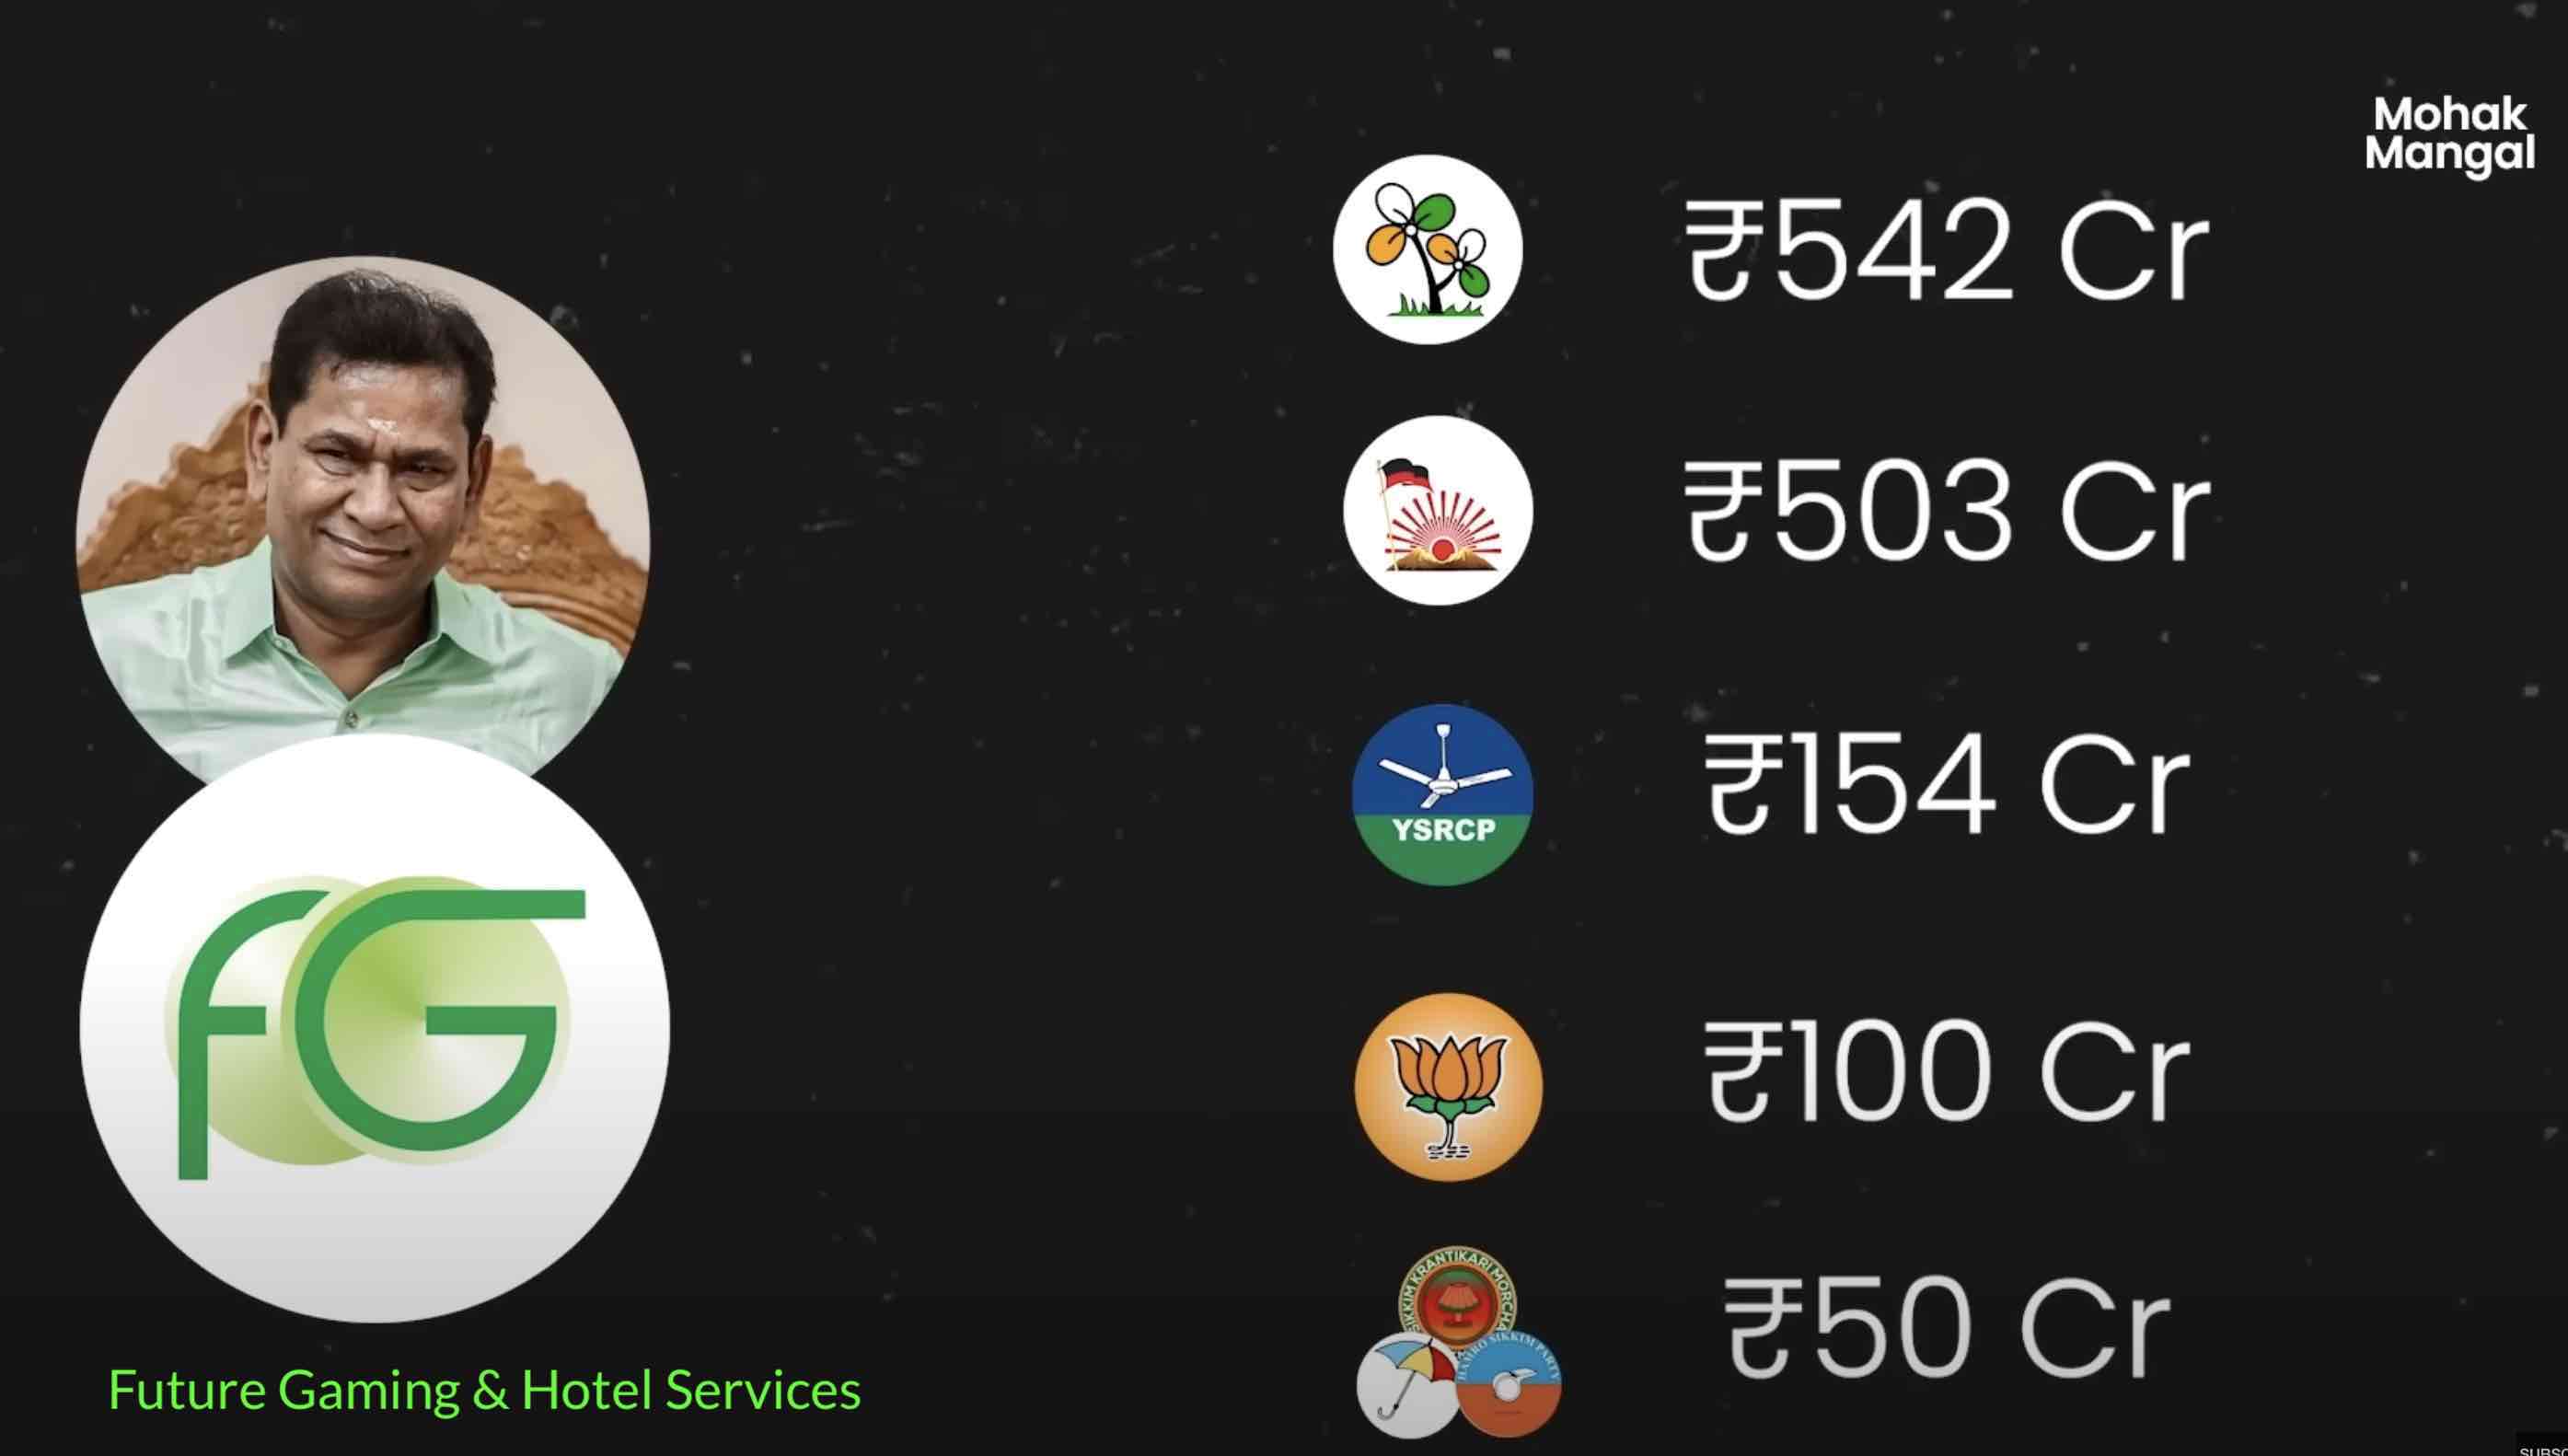 Mohak
Mangal
₹542 Cr
₹503 Cr
YSRCP
₹154 Cr
₹100 Cr
FG
SIKKIM KRANTIKARI MORCHA
HAMRO SIKKIM PARTY
₹50 Cr
Future Gaming & Hotel Services
SUBSC